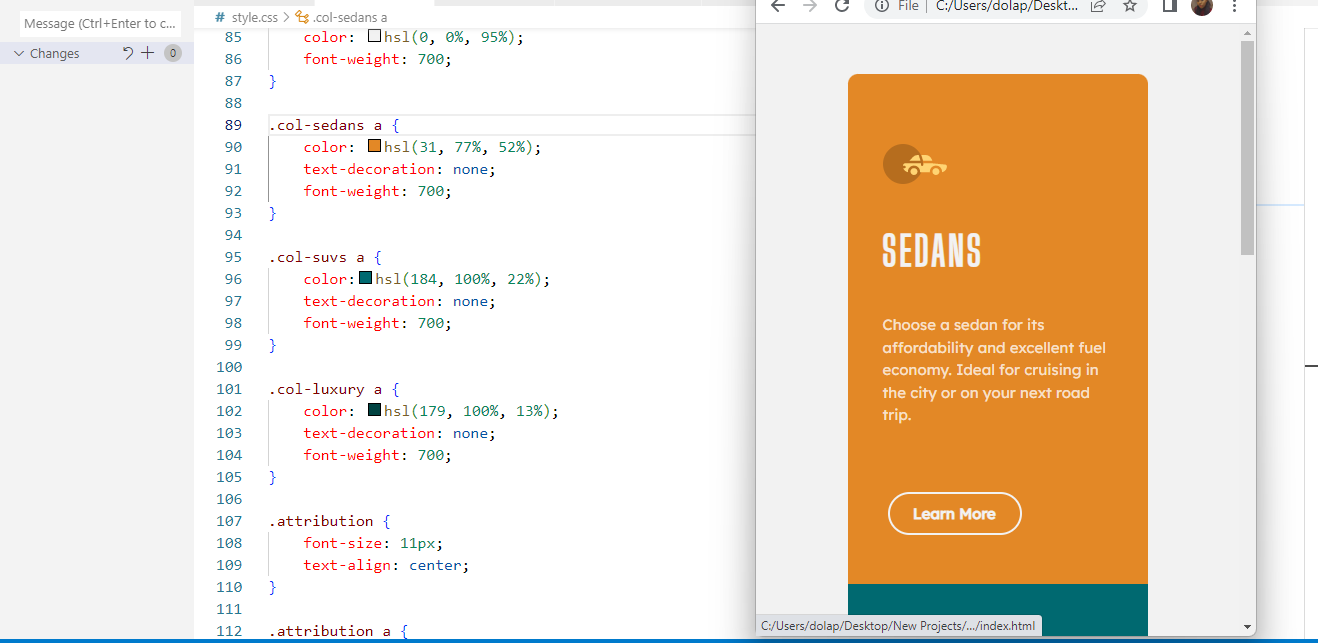 Message (Ctrl+Enter to c...
Changes
0
# style.css > .col-sedans a
85 color: hsl(0, 0%, 95%);
86 font-weight: 700;
87 }
88
89 .col-sedans a {
90 color: hsl(31, 77%, 52%);
91 text-decoration: none;
92 font-weight: 700;
93 }
94
95 .col-suvs a {
96 color: hsl(184, 100%, 22%);
97 text-decoration: none;
98 font-weight: 700;
99 }
100
101 .col-luxury a {
102 color: hsl(179, 100%, 13%);
103 text-decoration: none;
104 font-weight: 700;
105 }
106
107 .attribution {
108 font-size: 11px;
109 text-align: center;
110 }
111
112 .attribution a {
File | C:/Users/dolap/Deskt...
SEDANS
Choose a sedan for its
affordability and excellent fuel
economy. Ideal for cruising in
the city or on your next road
trip.
Learn More
C:/Users/dolap/Desktop/New Projects/.../index.html